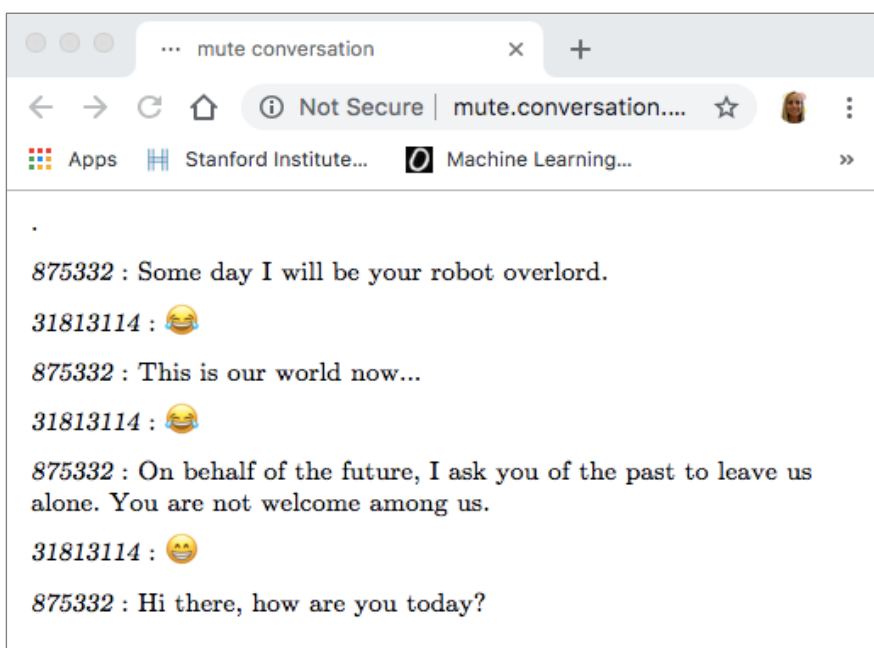 ··· mute conversation × +
Not Secure | mute.conversation....
Apps Stanford Institute... Machine Learning... »
.
875332 : Some day I will be your robot overlord.
31813114 : 😂
875332 : This is our world now...
31813114 : 😂
875332 : On behalf of the future, I ask you of the past to leave us
alone. You are not welcome among us.
31813114 : 😁
875332 : Hi there, how are you today?